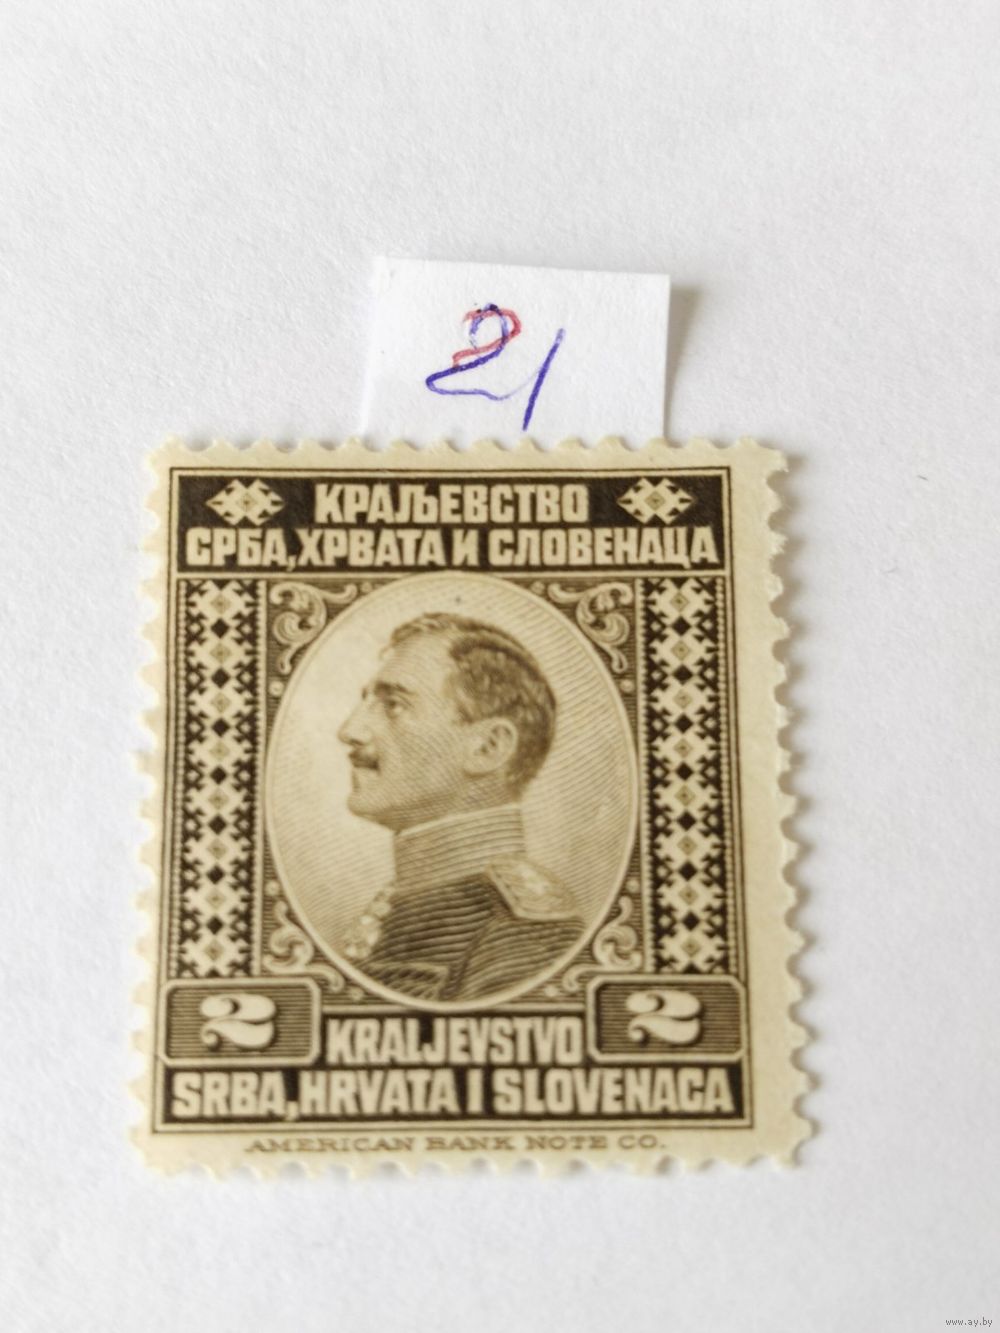 21
КРАЉЕВСТВО
СРБА, ХРВАТА И СЛОВЕНАЦА
2 2
KRALJEVSTVO
SRBA, HRVATA I SLOVENACA
AMERICAN BANK NOTE CO.
www.ay.by